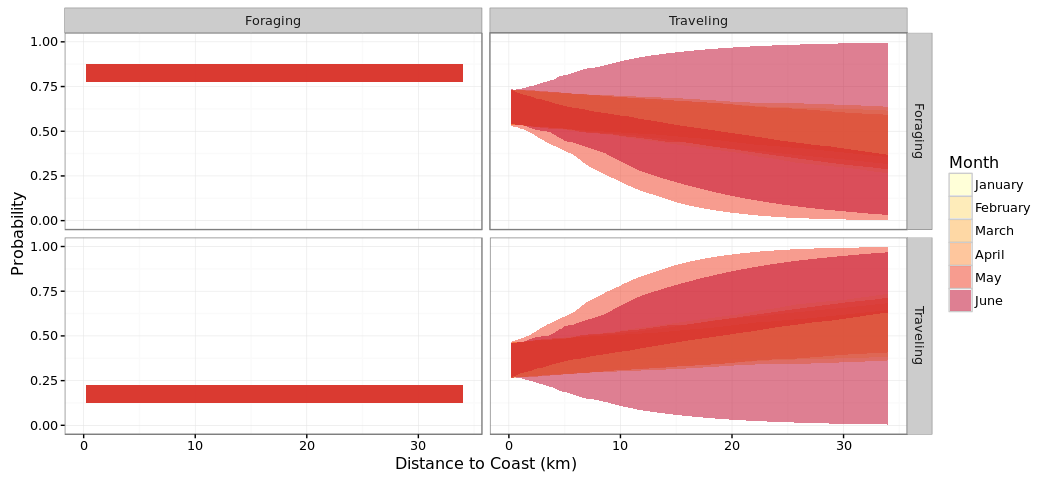 Foraging Traveling
1.00
0.75
0.50
0.25
0.00
Foraging
1.00
0.75
0.50
0.25
0.00
Traveling
Probability
0 10 20 30 0 10 20 30
Distance to Coast (km)
Month
January
February
March
April
May
June